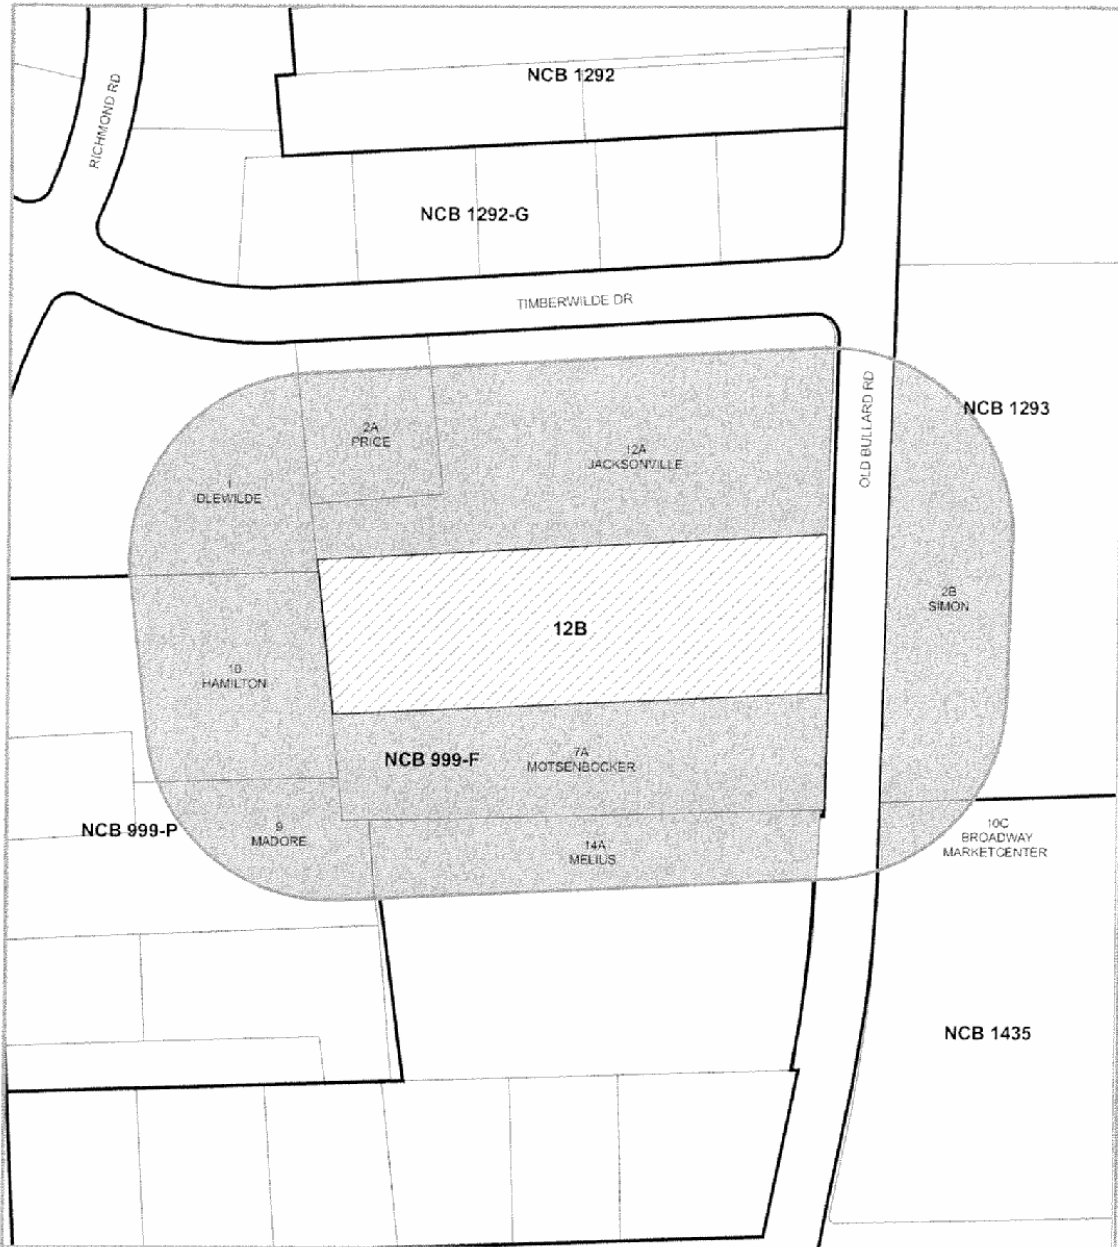 NCB 1292
RICHMOND RD
NCB 1292-G
TIMBERWILDE DR
OLD BULLARD RD
NCB 1293
2A
PRICE
12A
JACKSONVILLE
1
IDLEWILDE
2B
SIMON
12B
10
HAMILTON
NCB 999-F
7A
MOTSENBOCKER
NCB 999-P
9
MADORE
14A
MELIUS
10C
BROADWAY
MARKETCENTER
NCB 1435